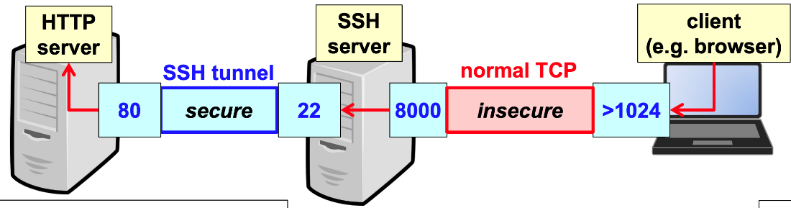 HTTP
server
SSH tunnel
80
secure
22
SSH
server
normal TCP
8000
insecure
>1024
client
(e.g. browser)